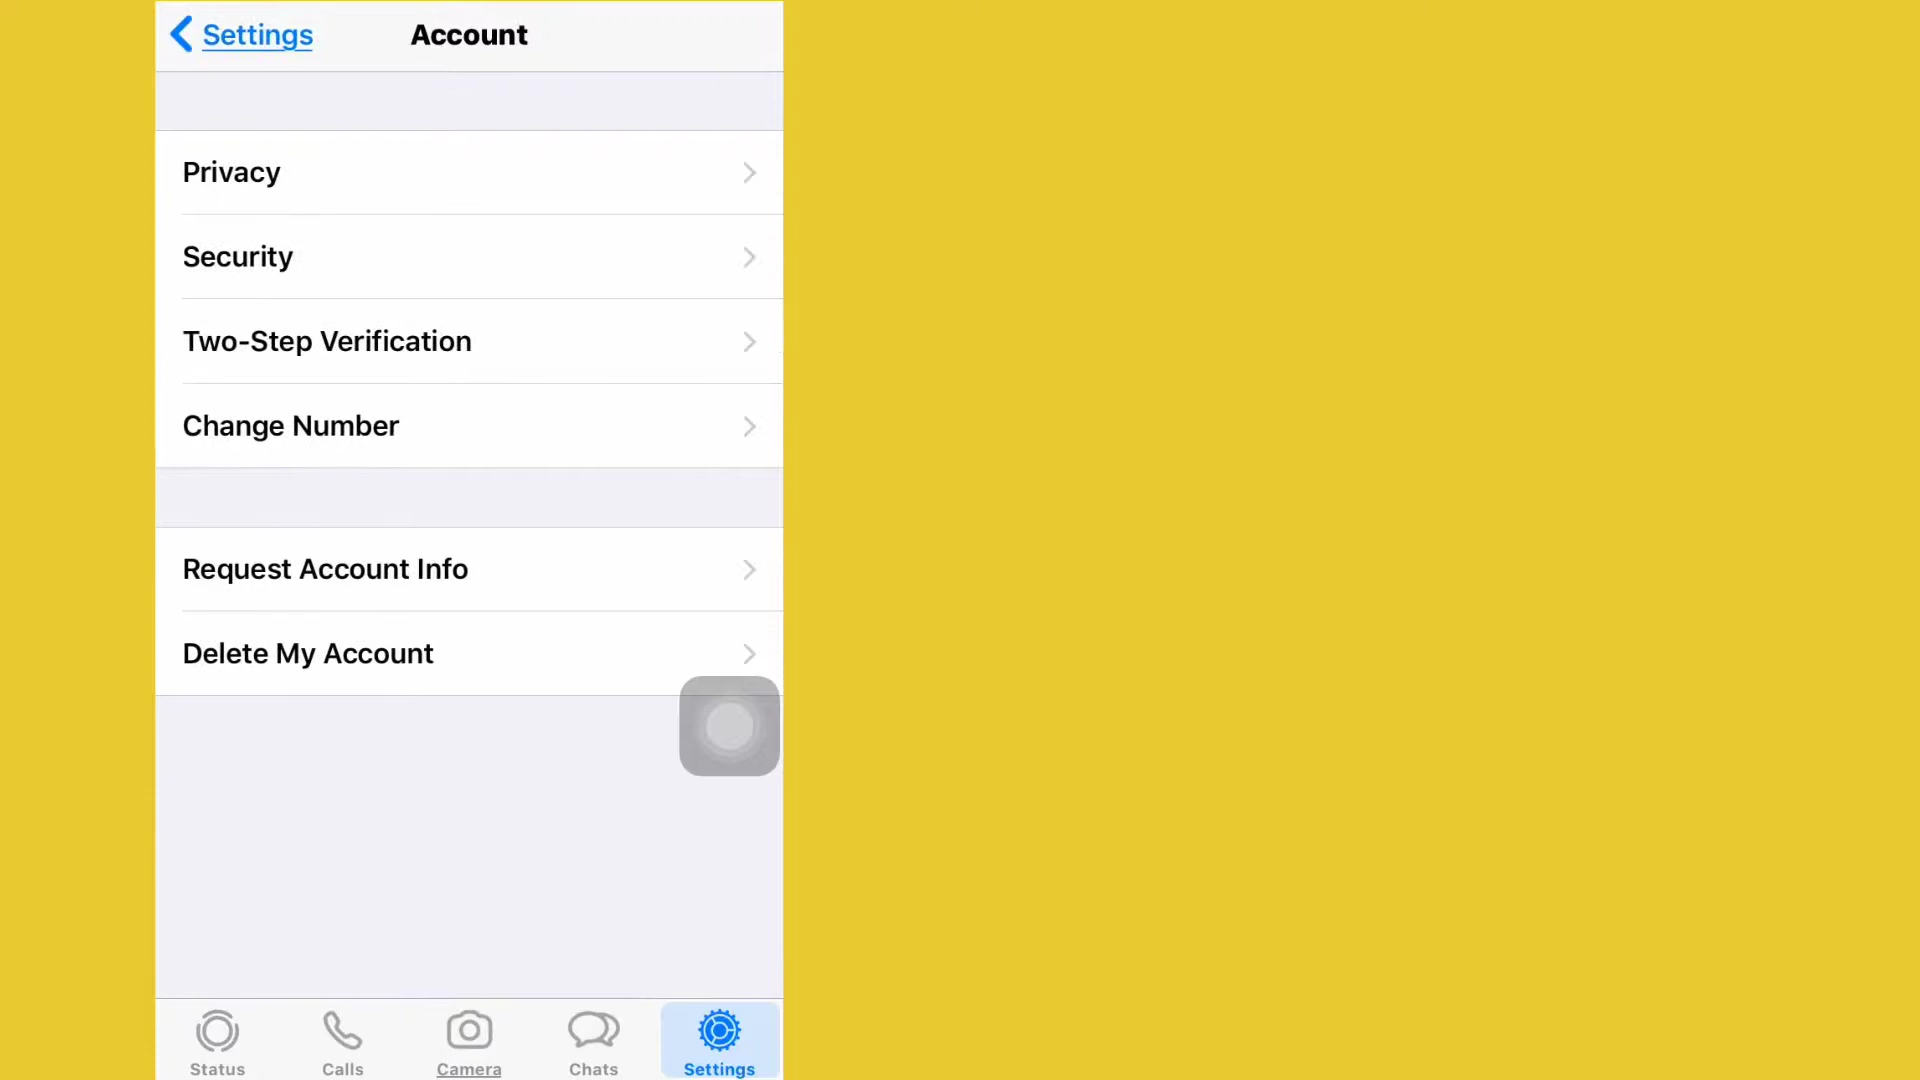 Settings
Account
Privacy
Security
Two-Step Verification
Change Number
Request Account Info
Delete My Account
Status
Calls
Camera
Chats
Settings